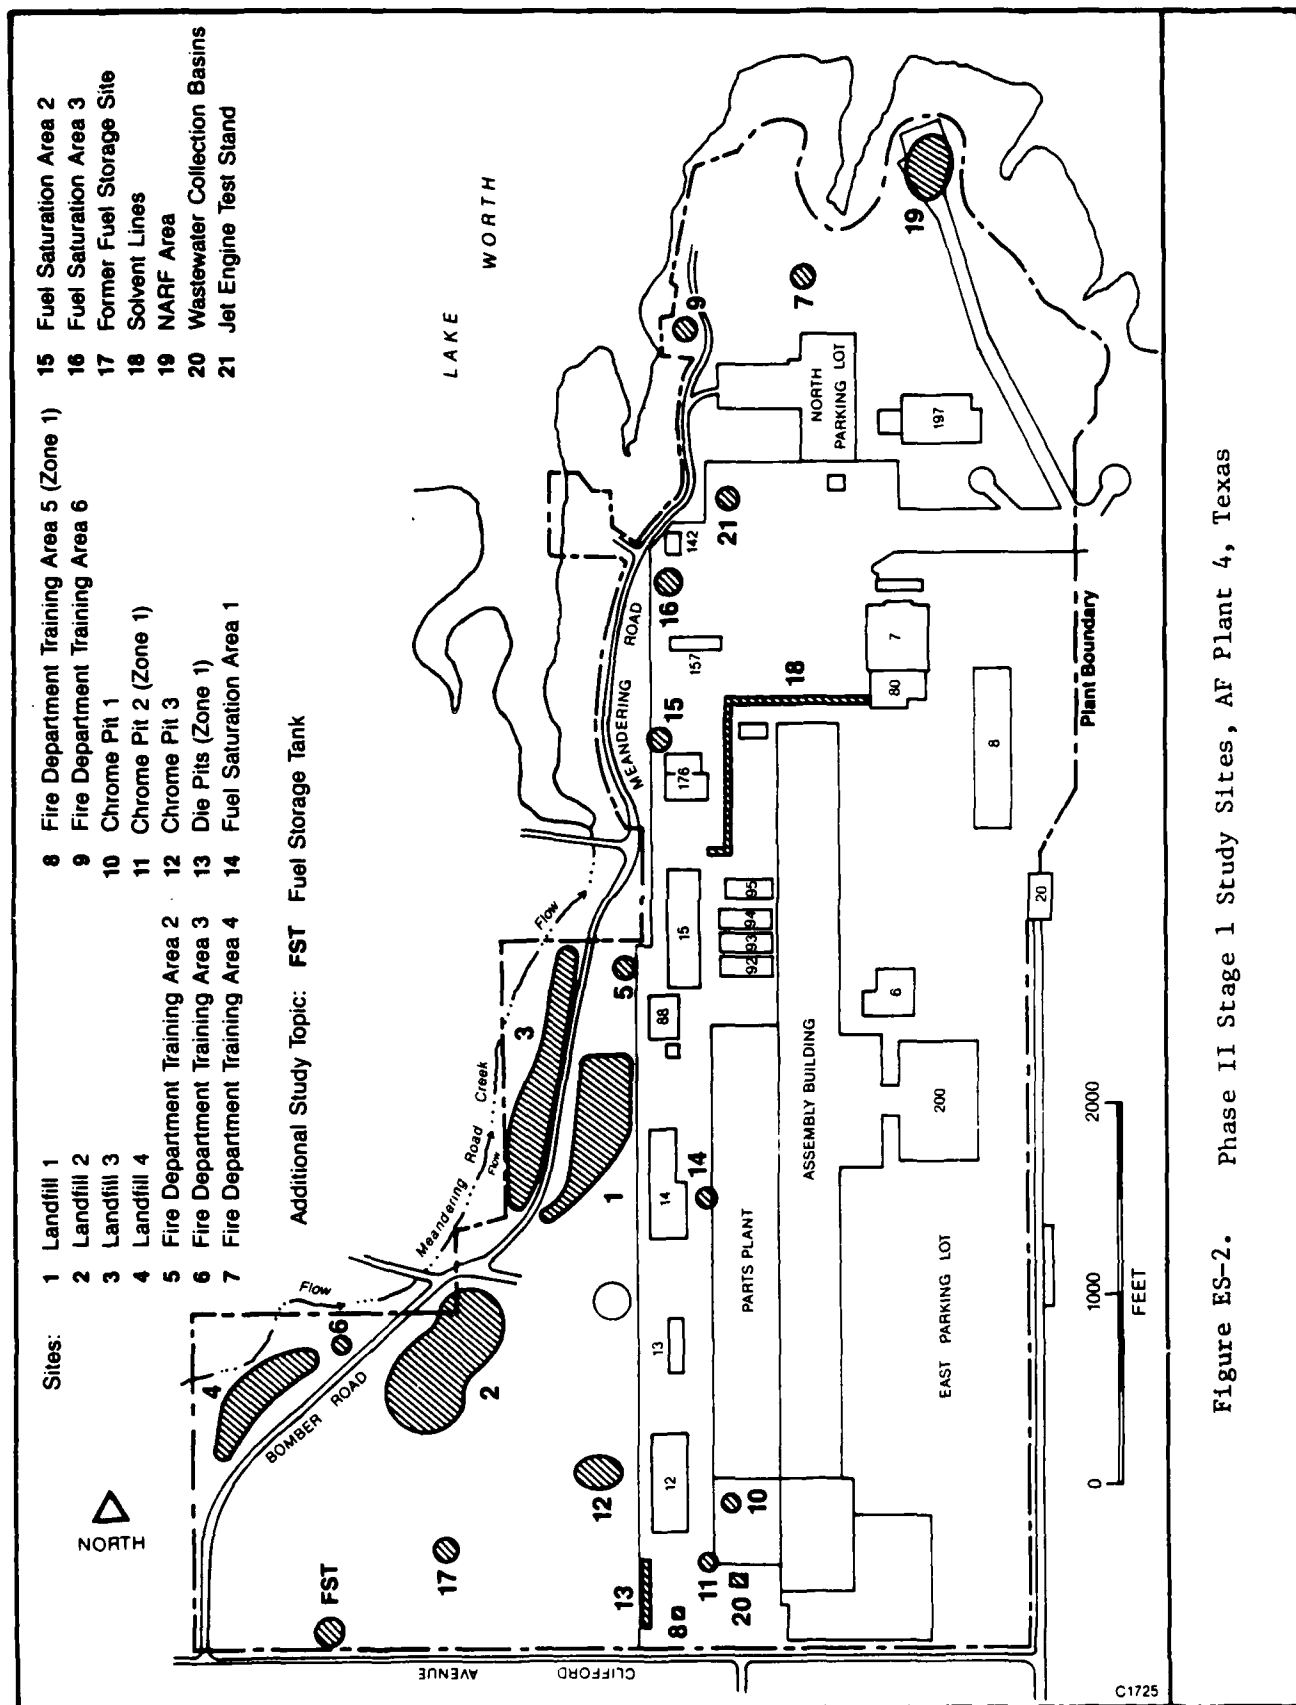 Sites:
1 Landfill 1
2 Landfill 2
3 Landfill 3
4 Landfill 4
5 Fire Department Training Area 2
6 Fire Department Training Area 3
7 Fire Department Training Area 4
8 Fire Department Training Area 5 (Zone 1)
9 Fire Department Training Area 6
10 Chrome Pit 1
11 Chrome Pit 2 (Zone 1)
12 Chrome Pit 3
13 Die Pits (Zone 1)
14 Fuel Saturation Area 1
15 Fuel Saturation Area 2
16 Fuel Saturation Area 3
17 Former Fuel Storage Site
18 Solvent Lines
19 NARF Area
20 Wastewater Collection Basins
21 Jet Engine Test Stand
Additional Study Topic: FST Fuel Storage Tank
NORTH
LAKE
WORTH
4
6
Flow
BOMBER ROAD
2
Meandering Road Creek
Flow
3
Flow
1
5
FST
17
12
MEANDERING ROAD
9
7
19
13
8
11
20
10
14
15
16
21
18
12
13
14
88
15
176
157
142
92
93
94
95
PARTS PLANT
ASSEMBLY BUILDING
EAST PARKING LOT
200
6
80
7
8
20
197
NORTH
PARKING LOT
Plant Boundary
CLIFFORD
AVENUE
0
1000
2000
FEET
C1725
Figure ES-2. Phase II Stage 1 Study Sites, AF Plant 4, Texas